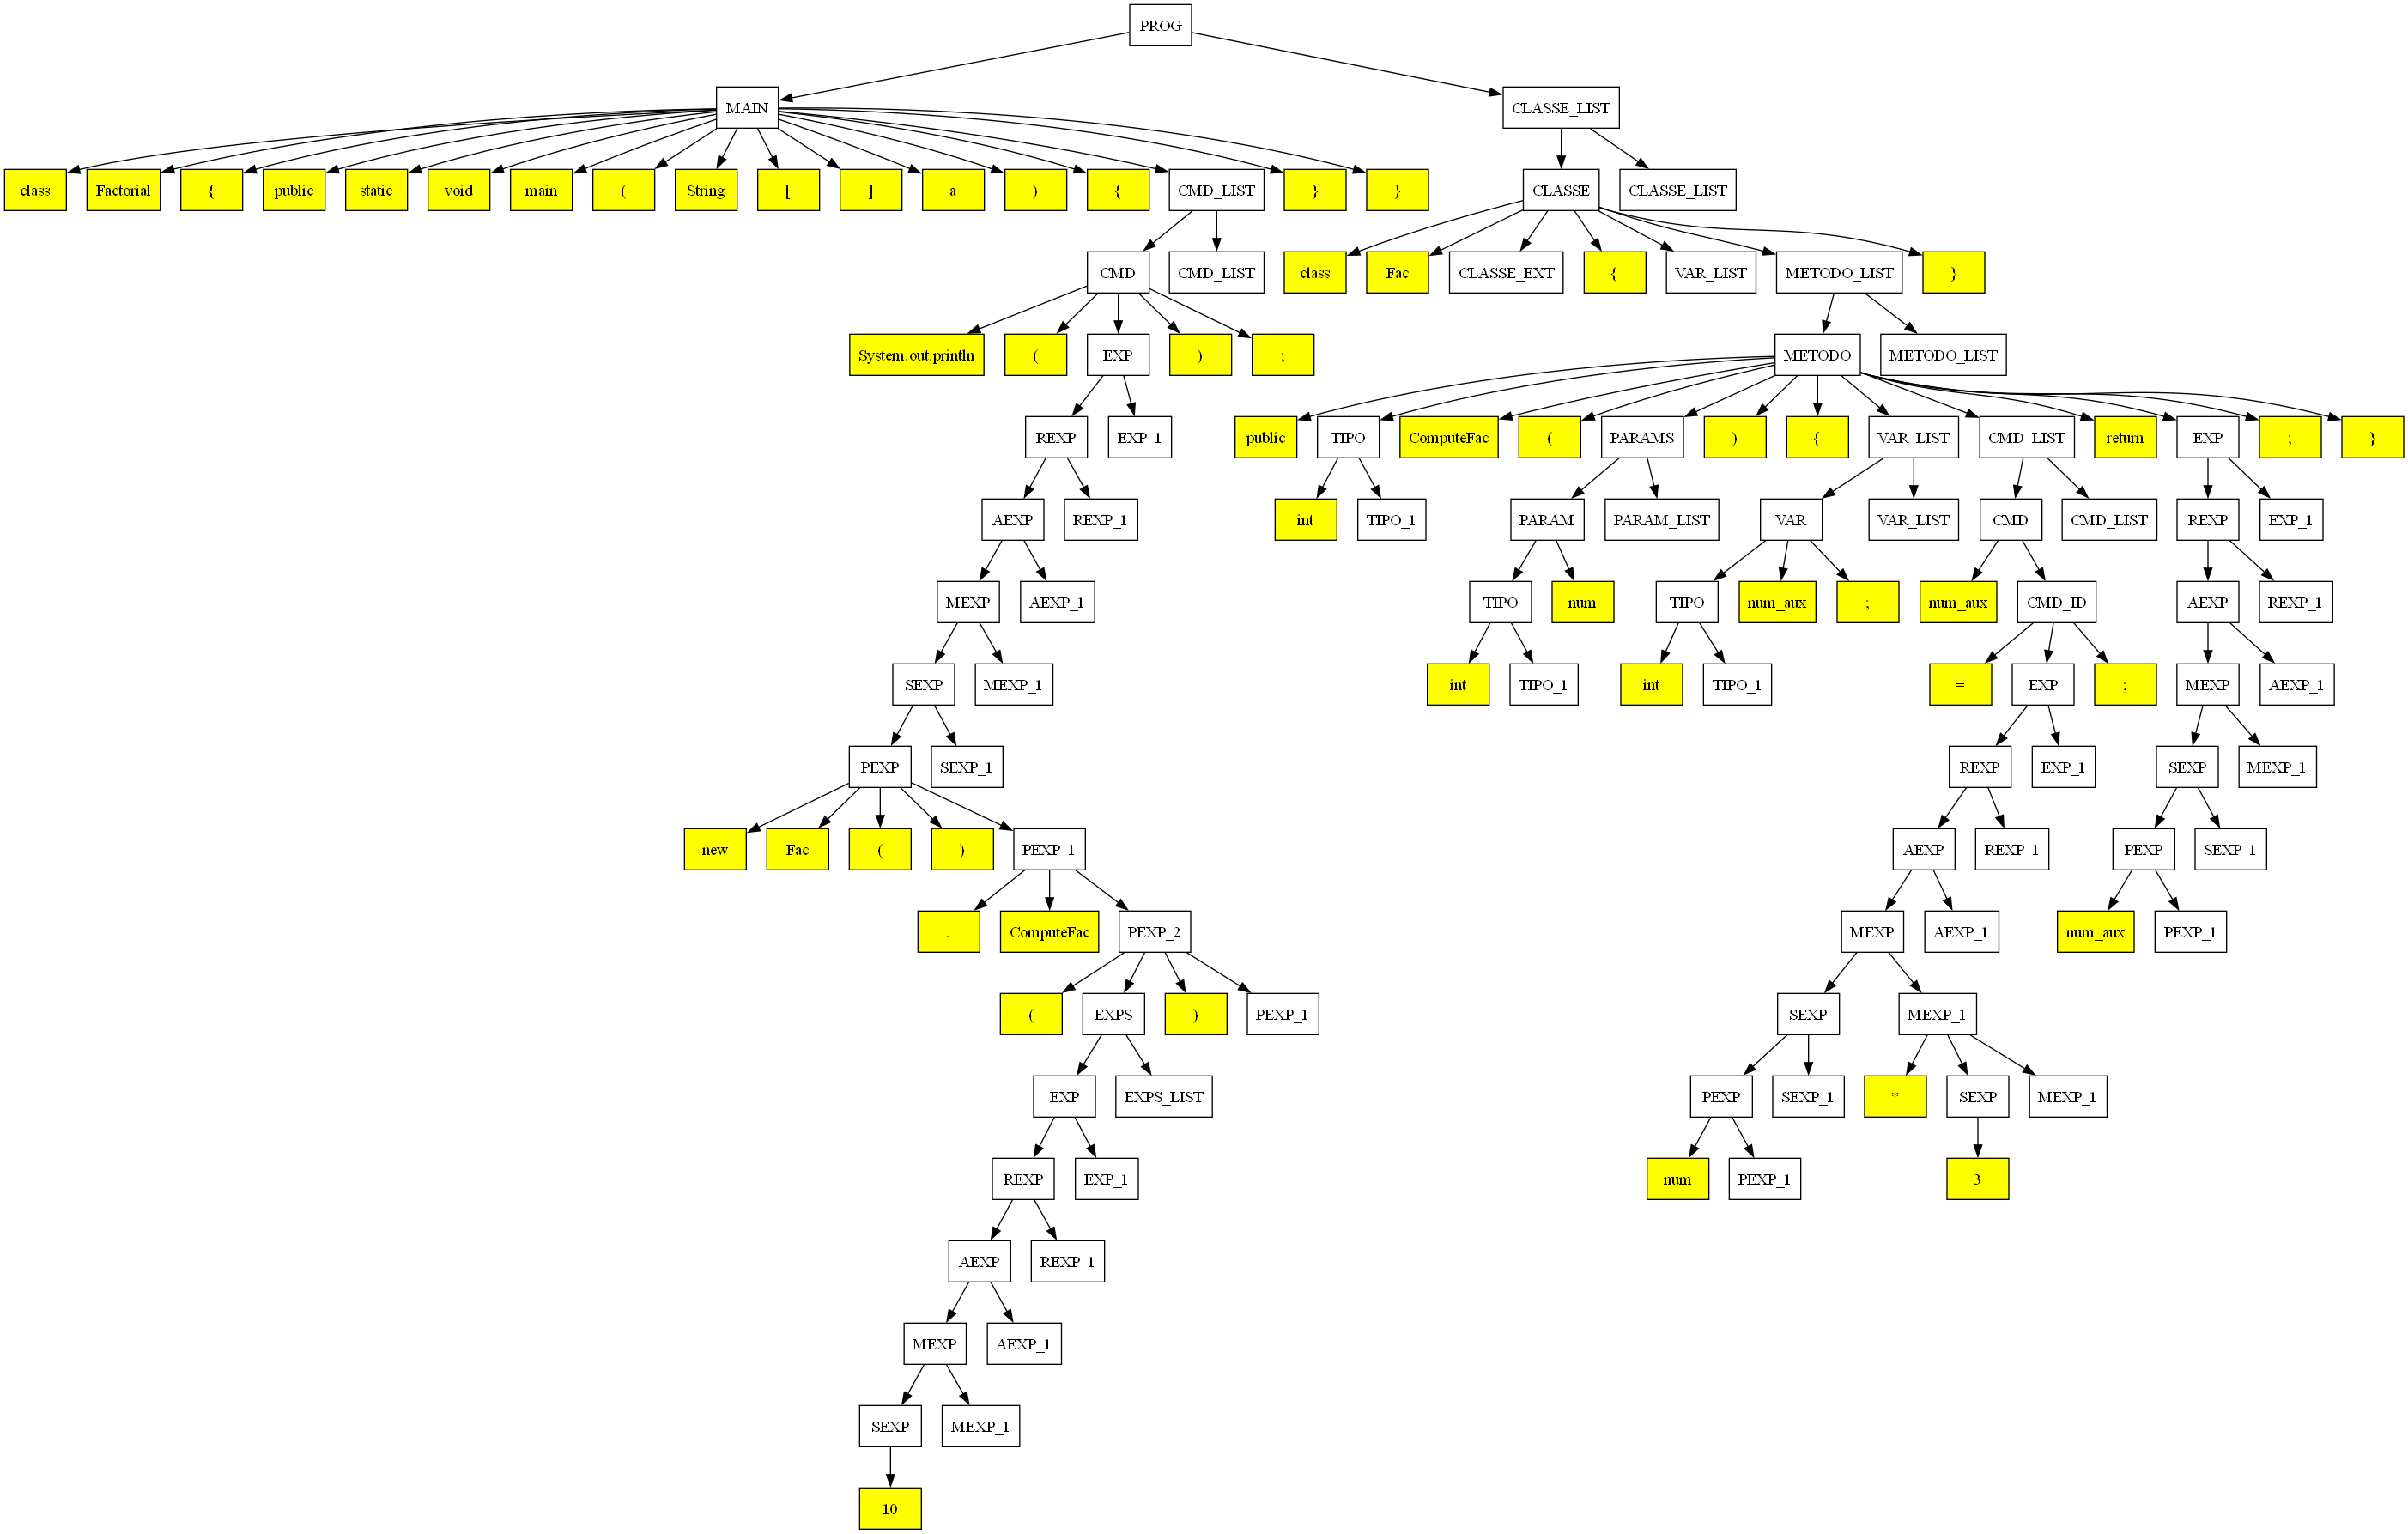 PROG
MAIN CLASSE_LIST
class Factorial { public static void main ( String [ ] a ) { CMD_LIST } } CLASSE CLASSE_LIST
CMD CMD_LIST class Fac CLASSE_EXT { VAR_LIST METODO_LIST }
System.out.println ( EXP ) ; METODO METODO_LIST
REXP EXP_1 public TIPO ComputeFac ( PARAMS ) { VAR_LIST CMD_LIST return EXP ; }
AEXP REXP_1 int TIPO_1 PARAM PARAM_LIST VAR VAR_LIST CMD CMD_LIST REXP EXP_1
MEXP AEXP_1 TIPO num TIPO num_aux ; num_aux CMD_ID AEXP REXP_1
SEXP MEXP_1 int TIPO_1 int TIPO_1 = EXP ; MEXP AEXP_1
PEXP SEXP_1 REXP EXP_1 SEXP MEXP_1
new Fac ( ) PEXP_1 AEXP REXP_1 PEXP SEXP_1
. ComputeFac PEXP_2 MEXP AEXP_1 num_aux PEXP_1
( EXPS ) PEXP_1 SEXP MEXP_1
EXP EXPS_LIST PEXP SEXP_1 * SEXP MEXP_1
REXP EXP_1 num PEXP_1 3
AEXP REXP_1
MEXP AEXP_1
SEXP MEXP_1
10